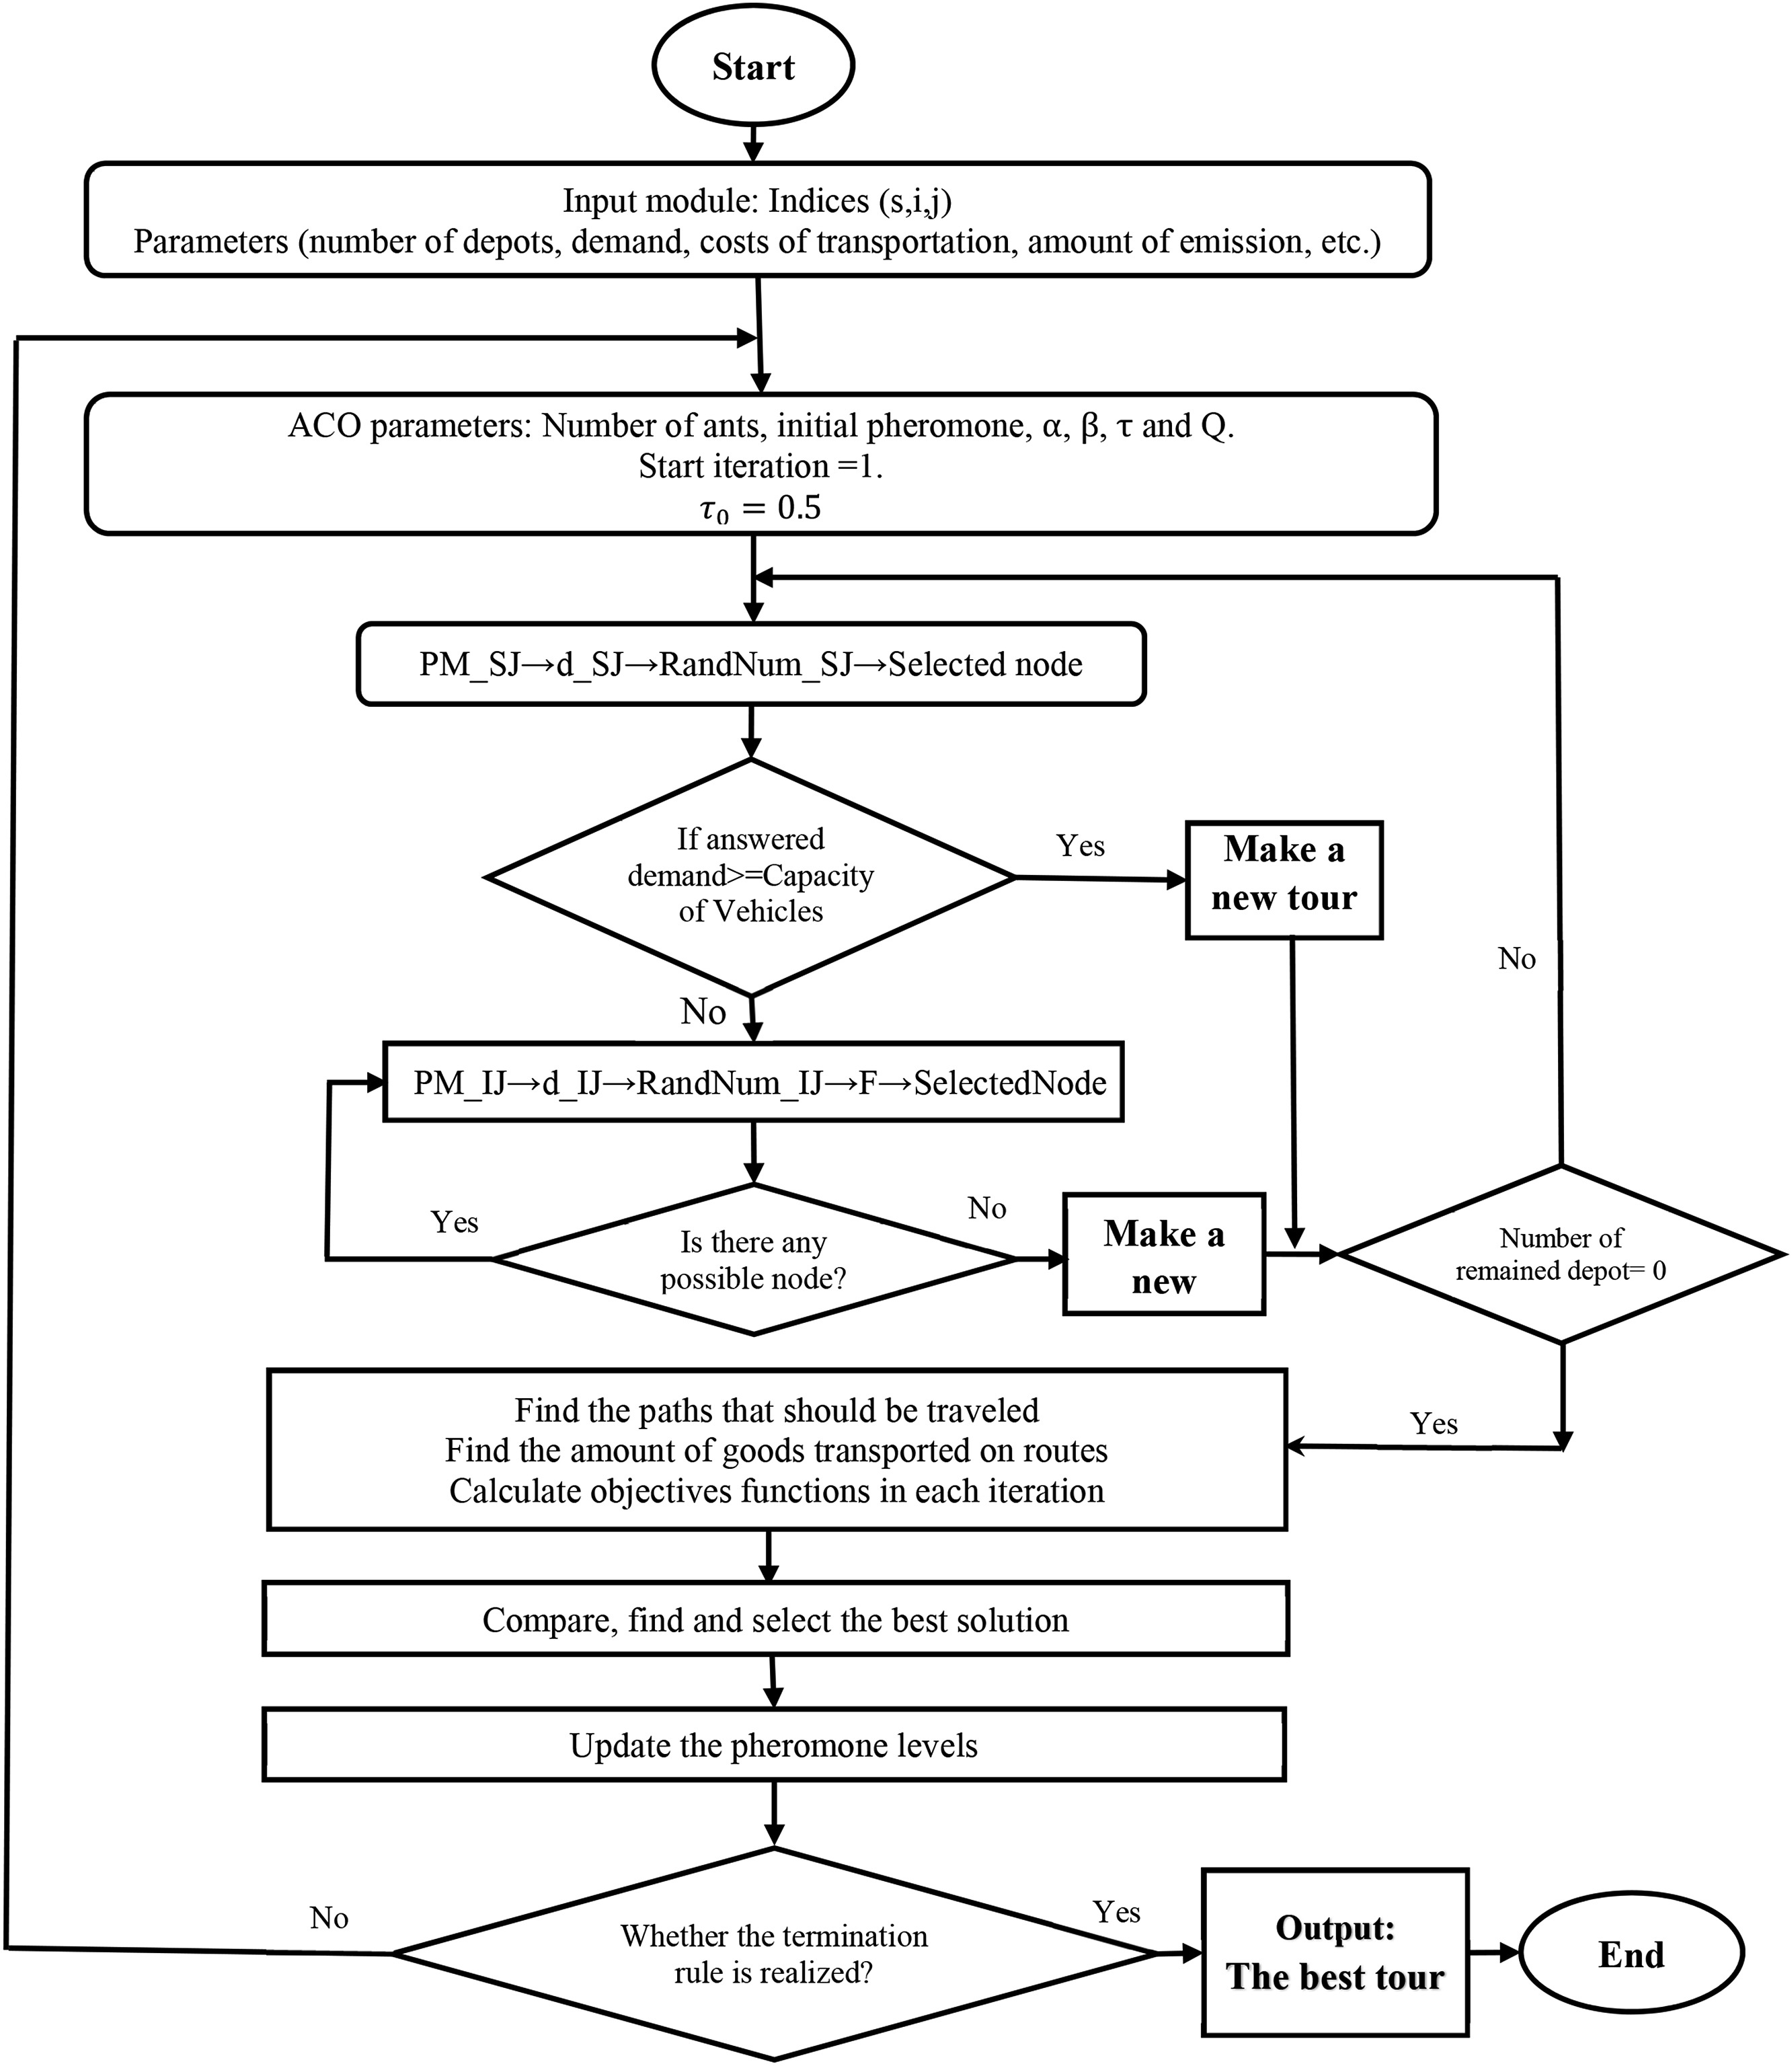 Start
Input module: Indices (s,i,j)
Parameters (number of depots, demand, costs of transportation, amount of emission, etc.)
ACO parameters: Number of ants, initial pheromone, α, β, τ and Q.
Start iteration =1.
τ₀ = 0.5
PM_SJ→d_SJ→RandNum_SJ→Selected node
If answered
demand>=Capacity
of Vehicles
Yes
Make a
new tour
No
No
PM_IJ→d_IJ→RandNum_IJ→F→SelectedNode
Yes
Is there any
possible node?
No
Make a
new
Number of
remained depot= 0
Yes
Find the paths that should be traveled
Find the amount of goods transported on routes
Calculate objectives functions in each iteration
Compare, find and select the best solution
Update the pheromone levels
No
Whether the termination
rule is realized?
Yes
Output:
The best tour
End